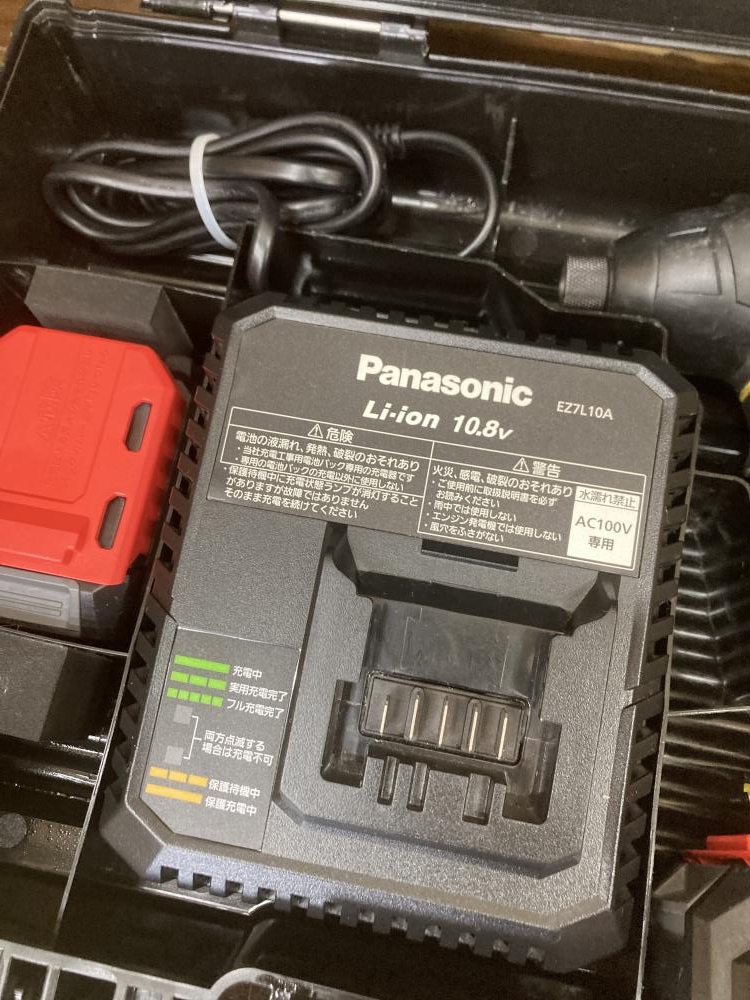 Panasonic
EZ7L10A
Li-ion 10.8v
⚠危険
電池の液漏れ、発熱、破裂のおそれあり
・当社充電工事用電池パック専用の充電器です
・専用の電池パックの充電以外に使用しない
・保護待機中に充電状態ランプが消灯すること
がありますが故障ではありません
そのまま充電を続けてください
⚠警告
火災、感電、破裂のおそれあり
・ご使用前に取扱説明書を必ず
お読みください
・雨中では使用しない
・エンジン発電機では使用しない
・風穴をふさがない
水濡れ禁止
AC100V
専用
充電中
実用充電完了
フル充電完了
両方点滅する
場合は充電不可
保護待機中
保護充電中